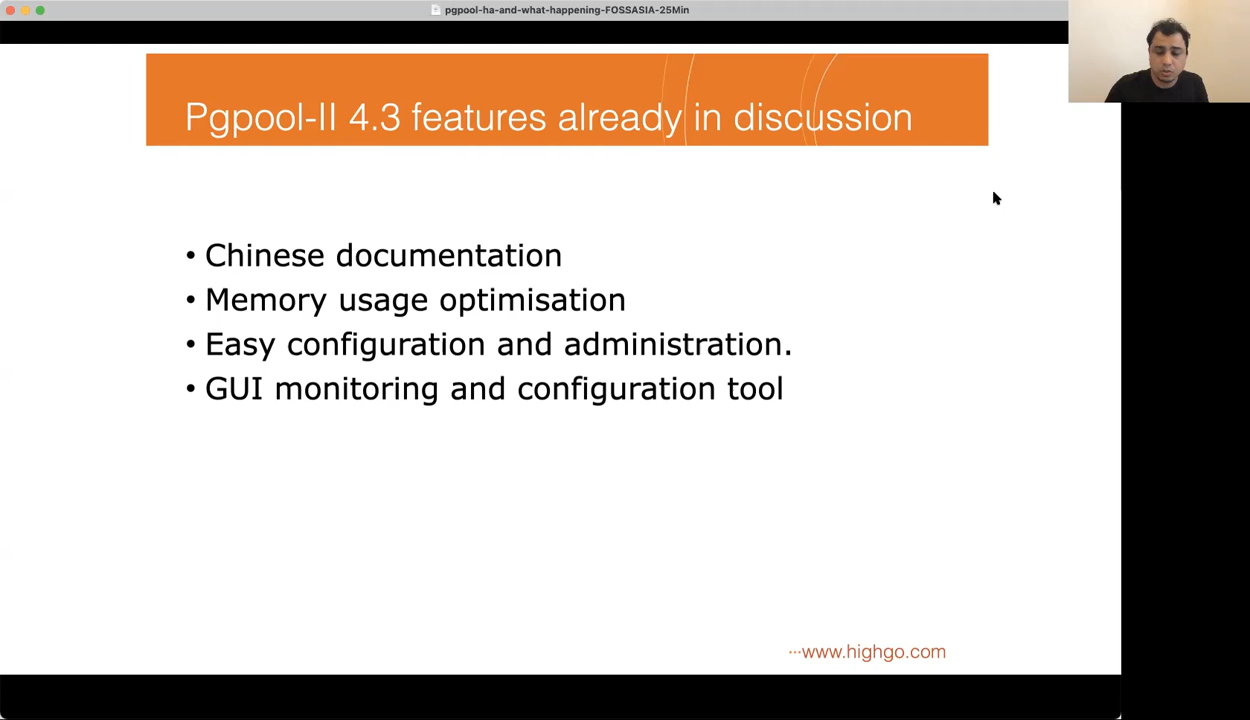 pgpool-ha-and-what-happening-FOSSASIA-25Min
Pgpool-II 4.3 features already in discussion
• Chinese documentation
• Memory usage optimisation
• Easy configuration and administration.
• GUI monitoring and configuration tool
···www.highgo.com